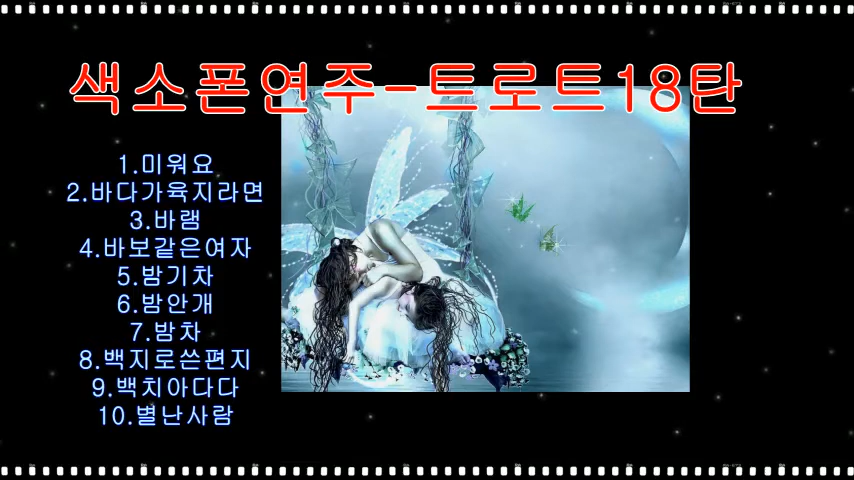 색소폰연주-트로트18탄
1.미워요
2.바다가육지라면
3.바램
4.바보같은여자
5.밤기차
6.밤안개
7.밤차
8.백지로쓴편지
9.백치아다다
10.별난사람